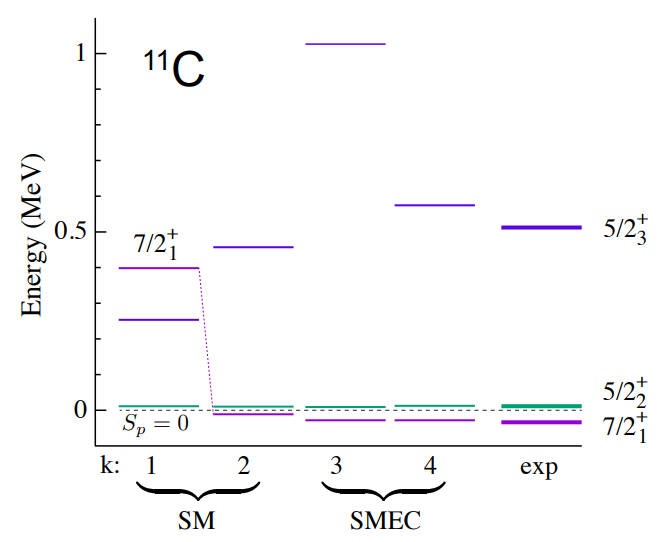 1
¹¹C
Energy (MeV)
7/2₁⁺
0.5
5/2₃⁺
5/2₂⁺
0
Sₚ = 0
7/2₁⁺
k: 1 2 3 4 exp
SM SMEC